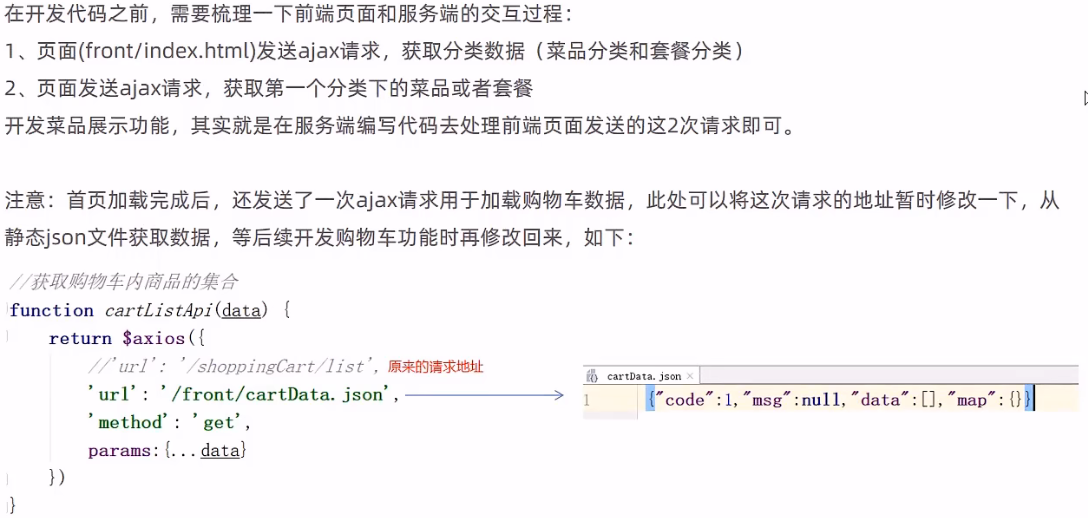 在开发代码之前，需要梳理一下前端页面和服务端的交互过程：
1、页面(front/index.html)发送ajax请求，获取分类数据（菜品分类和套餐分类）
2、页面发送ajax请求，获取第一个分类下的菜品或者套餐
开发菜品展示功能，其实就是在服务端编写代码去处理前端页面发送的这2次请求即可。
注意：首页加载完成后，还发送了一次ajax请求用于加载购物车数据，此处可以将这次请求的地址暂时修改一下，从
静态json文件获取数据，等后续开发购物车功能时再修改回来，如下：
//获取购物车内商品的集合
function cartListApi(data) {
return $axios({
//'url': '/shoppingCart/list', 原来的请求地址
'url': '/front/cartData.json',
'method': 'get',
params:{...data}
})
}
cartData.json ×
1 {"code":1,"msg":null,"data":[],"map":{}}